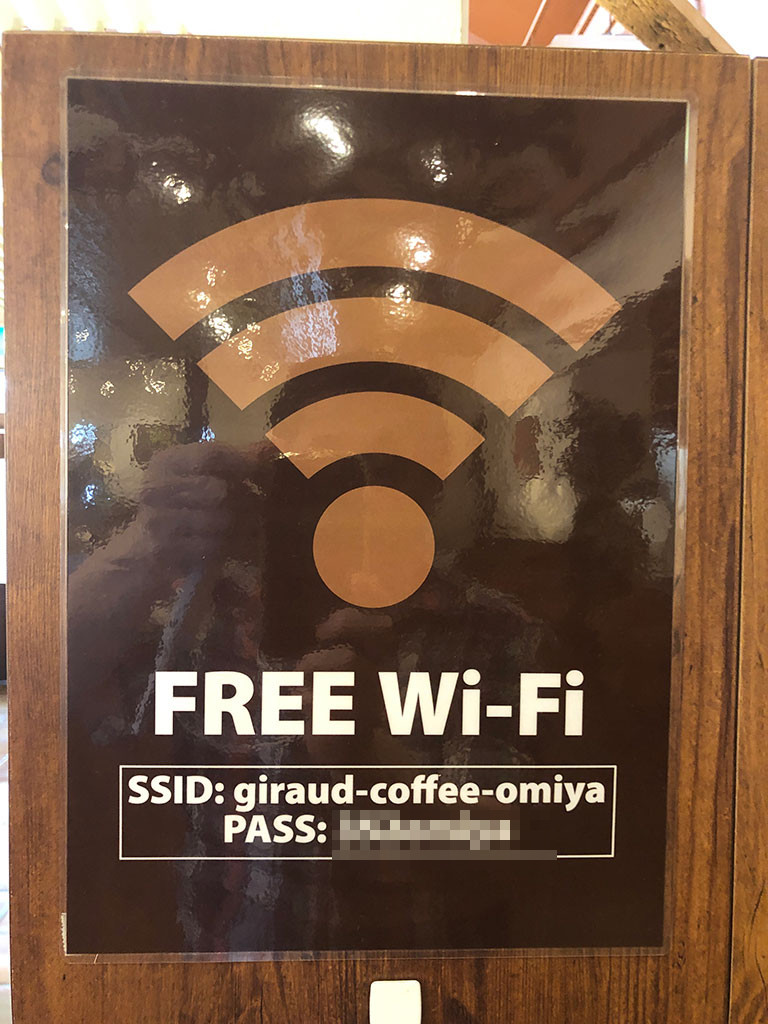 FREE Wi-Fi
SSID: giraud-coffee-omiya
PASS: